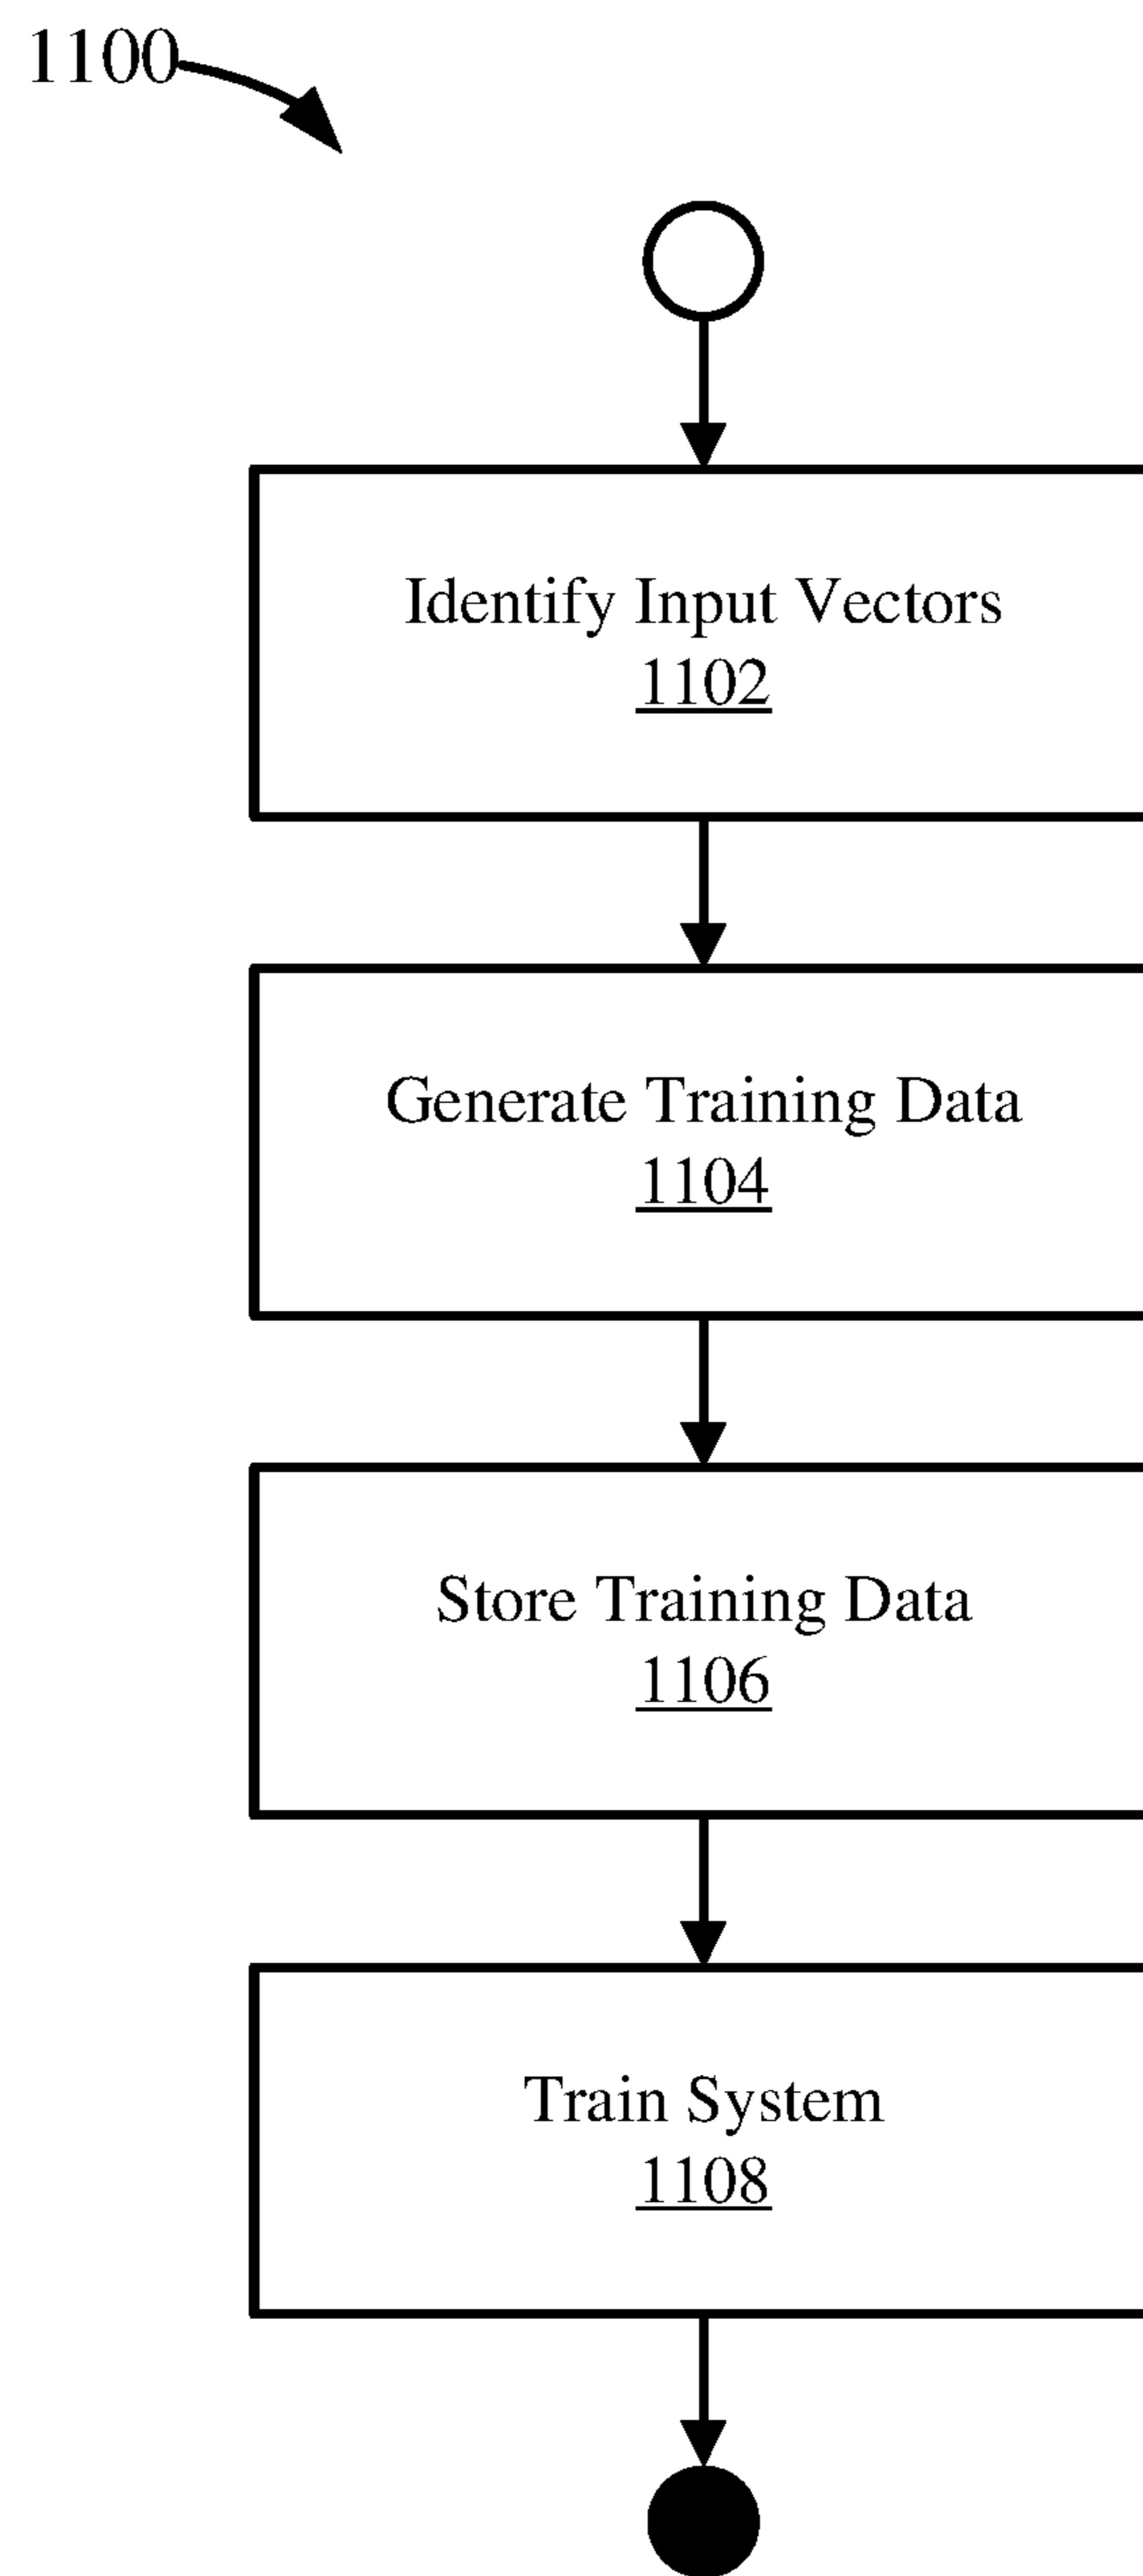 1100
Identify Input Vectors
1102
Generate Training Data
1104
Store Training Data
1106
Train System
1108